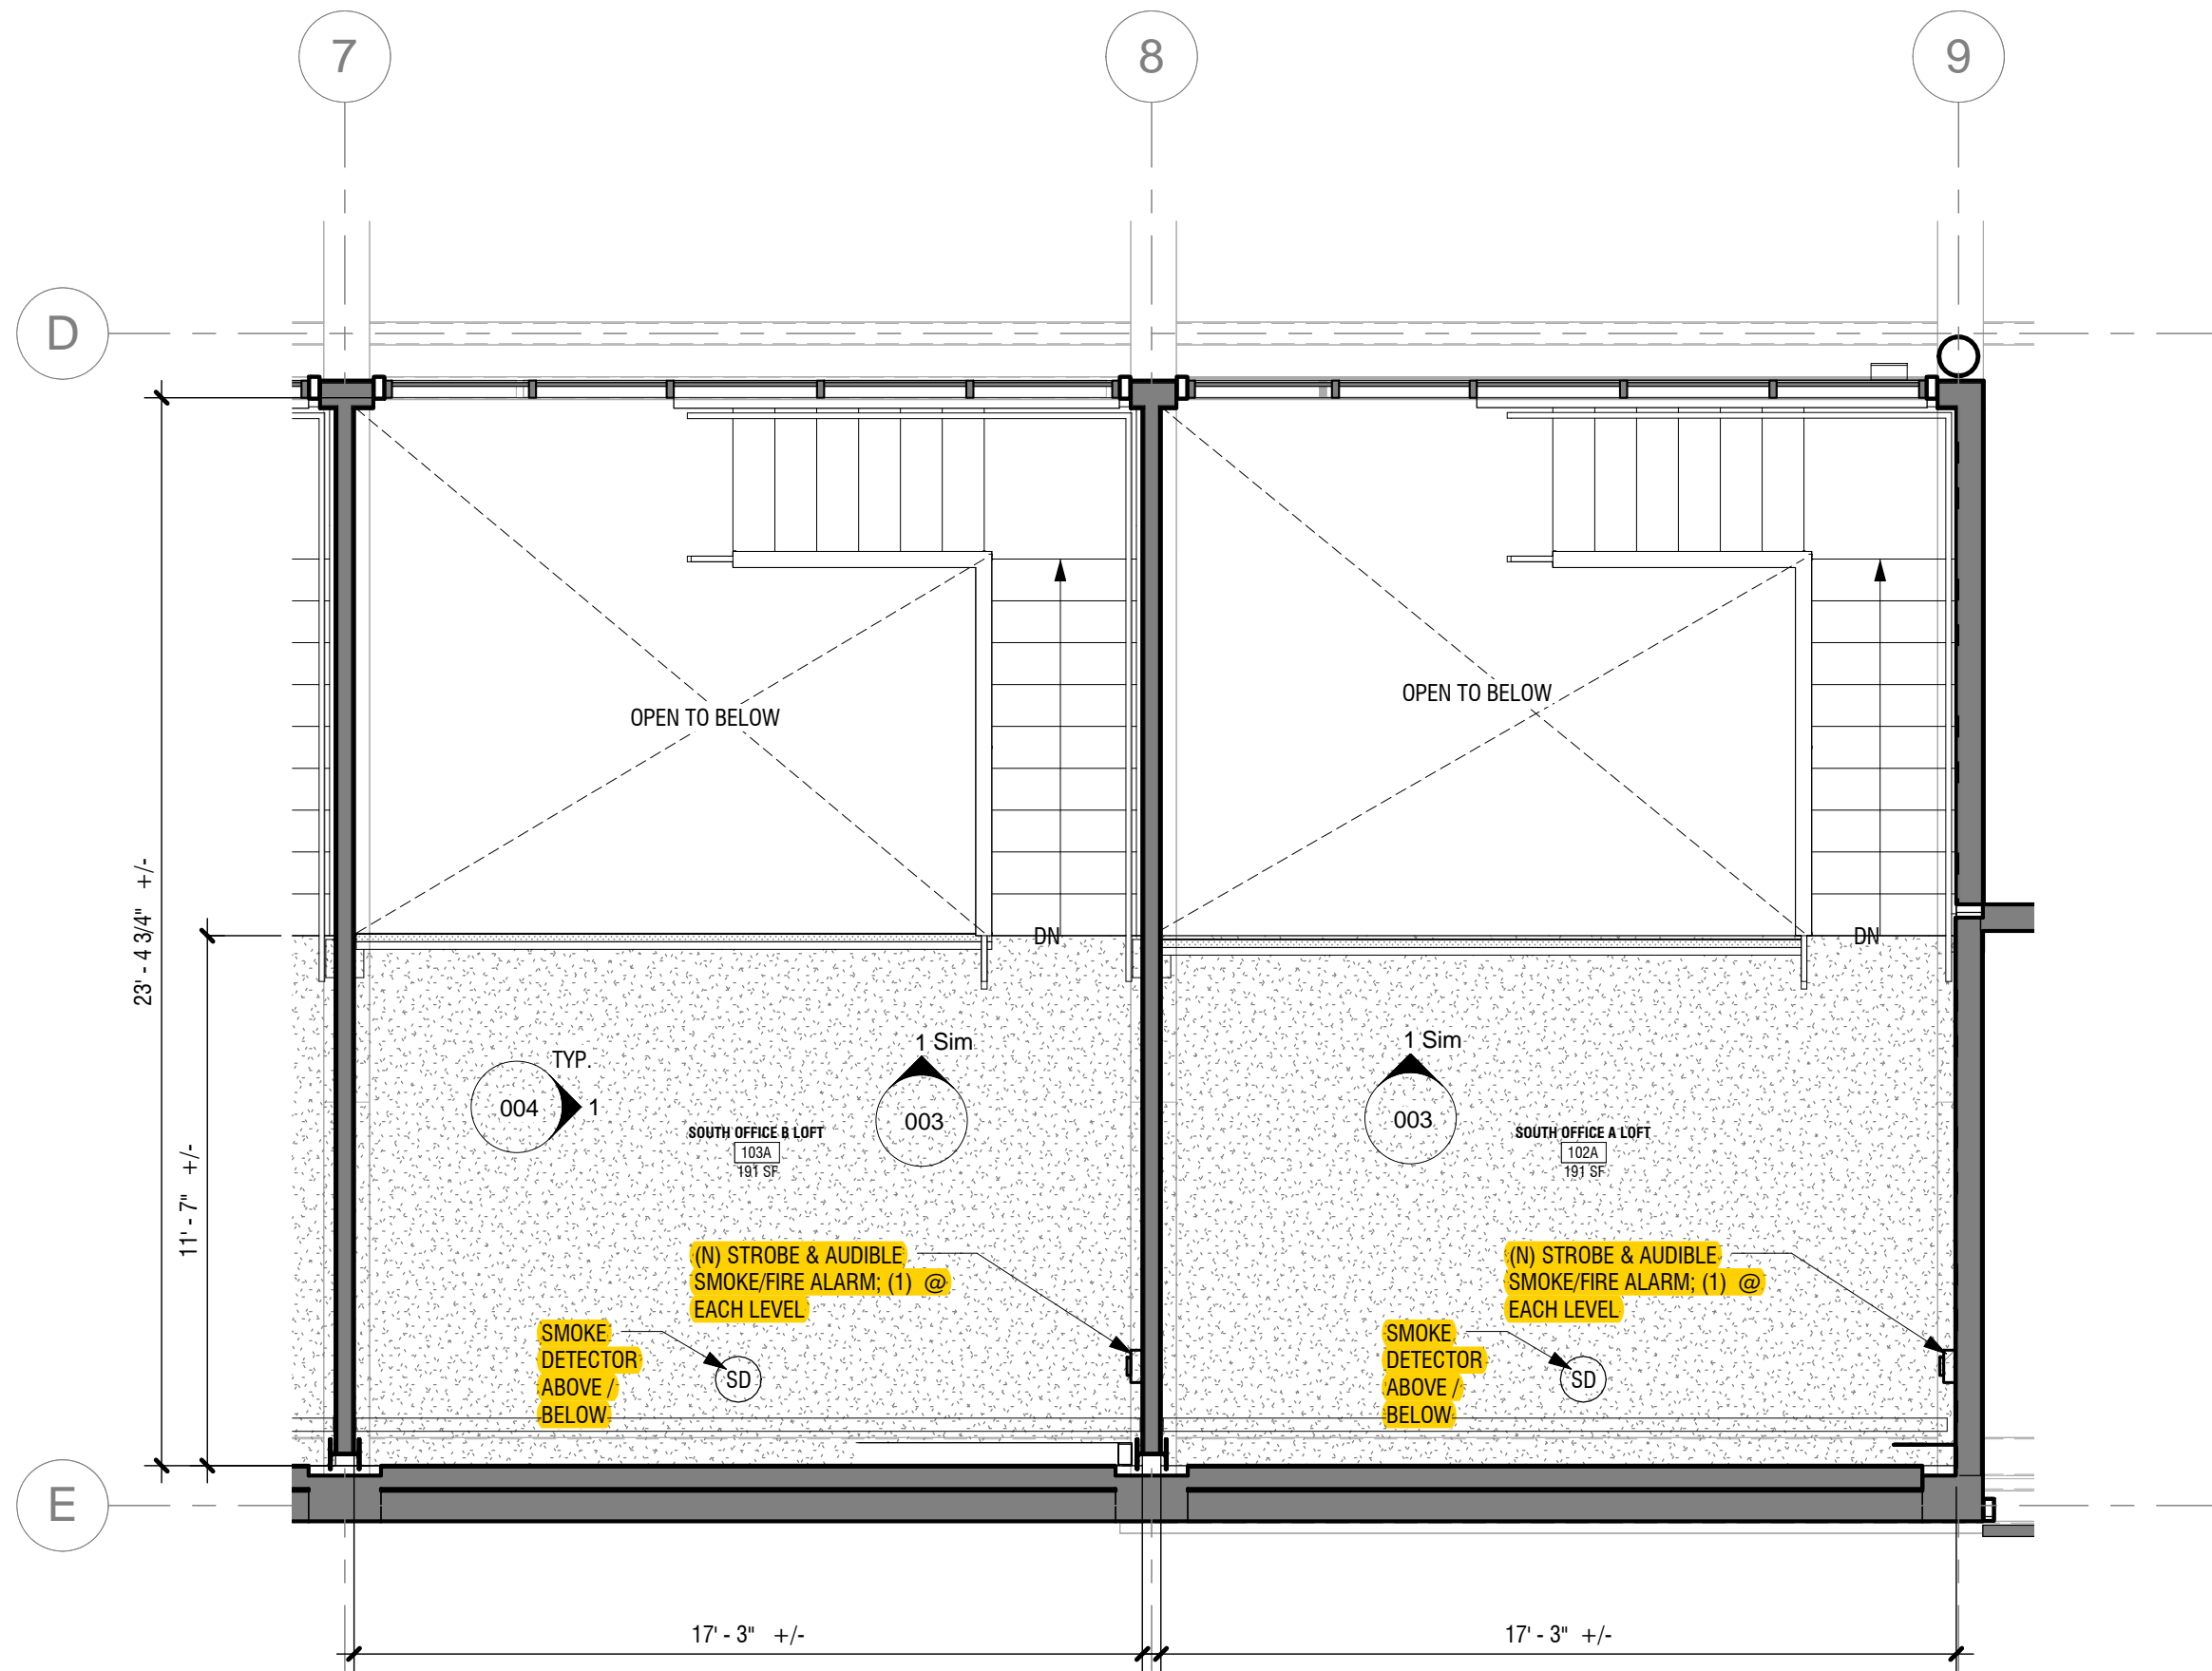 7
8
9
D
OPEN TO BELOW
OPEN TO BELOW
23' - 4 3/4" +/-
DN
DN
11' - 7" +/-
TYP.
004
1
1 Sim
003
1 Sim
003
SOUTH OFFICE B LOFT
103A
191 SF
SOUTH OFFICE A LOFT
102A
191 SF
(N) STROBE & AUDIBLE
SMOKE/FIRE ALARM; (1) @
EACH LEVEL
(N) STROBE & AUDIBLE
SMOKE/FIRE ALARM; (1) @
EACH LEVEL
SMOKE
DETECTOR
ABOVE /
BELOW
SD
SMOKE
DETECTOR
ABOVE /
BELOW
SD
E
17' - 3" +/-
17' - 3" +/-